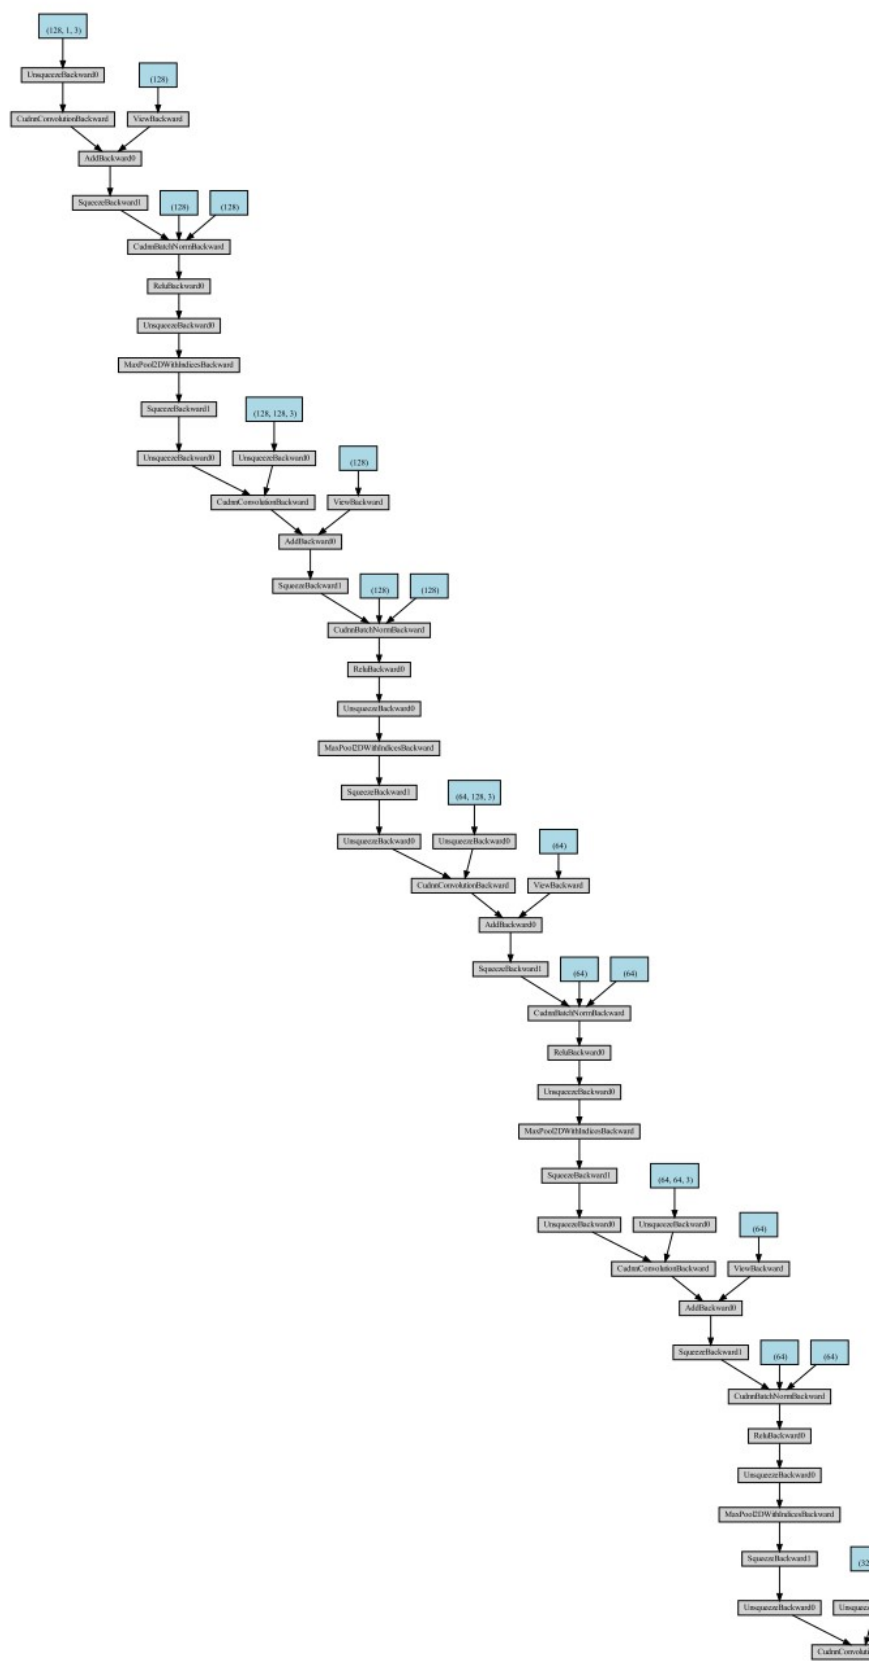 (128, 1, 3)
UnsqueezeBackward0
(128)
CudnnConvolutionBackward
ViewBackward
AddBackward0
SqueezeBackward1
(128)
(128)
CudnnBatchNormBackward
ReluBackward0
UnsqueezeBackward0
MaxPool2DWithIndicesBackward
SqueezeBackward1
(128, 128, 3)
UnsqueezeBackward0
UnsqueezeBackward0
(128)
CudnnConvolutionBackward
ViewBackward
AddBackward0
SqueezeBackward1
(128)
(128)
CudnnBatchNormBackward
ReluBackward0
UnsqueezeBackward0
MaxPool2DWithIndicesBackward
SqueezeBackward1
(64, 128, 3)
UnsqueezeBackward0
UnsqueezeBackward0
(64)
CudnnConvolutionBackward
ViewBackward
AddBackward0
SqueezeBackward1
(64)
(64)
CudnnBatchNormBackward
ReluBackward0
UnsqueezeBackward0
MaxPool2DWithIndicesBackward
SqueezeBackward1
(64, 64, 3)
UnsqueezeBackward0
UnsqueezeBackward0
(64)
CudnnConvolutionBackward
ViewBackward
AddBackward0
SqueezeBackward1
(64)
(64)
CudnnBatchNormBackward
ReluBackward0
UnsqueezeBackward0
MaxPool2DWithIndicesBackward
SqueezeBackward1
(32
UnsqueezeBackward0
Unsqueeze
CudnnConvoluti